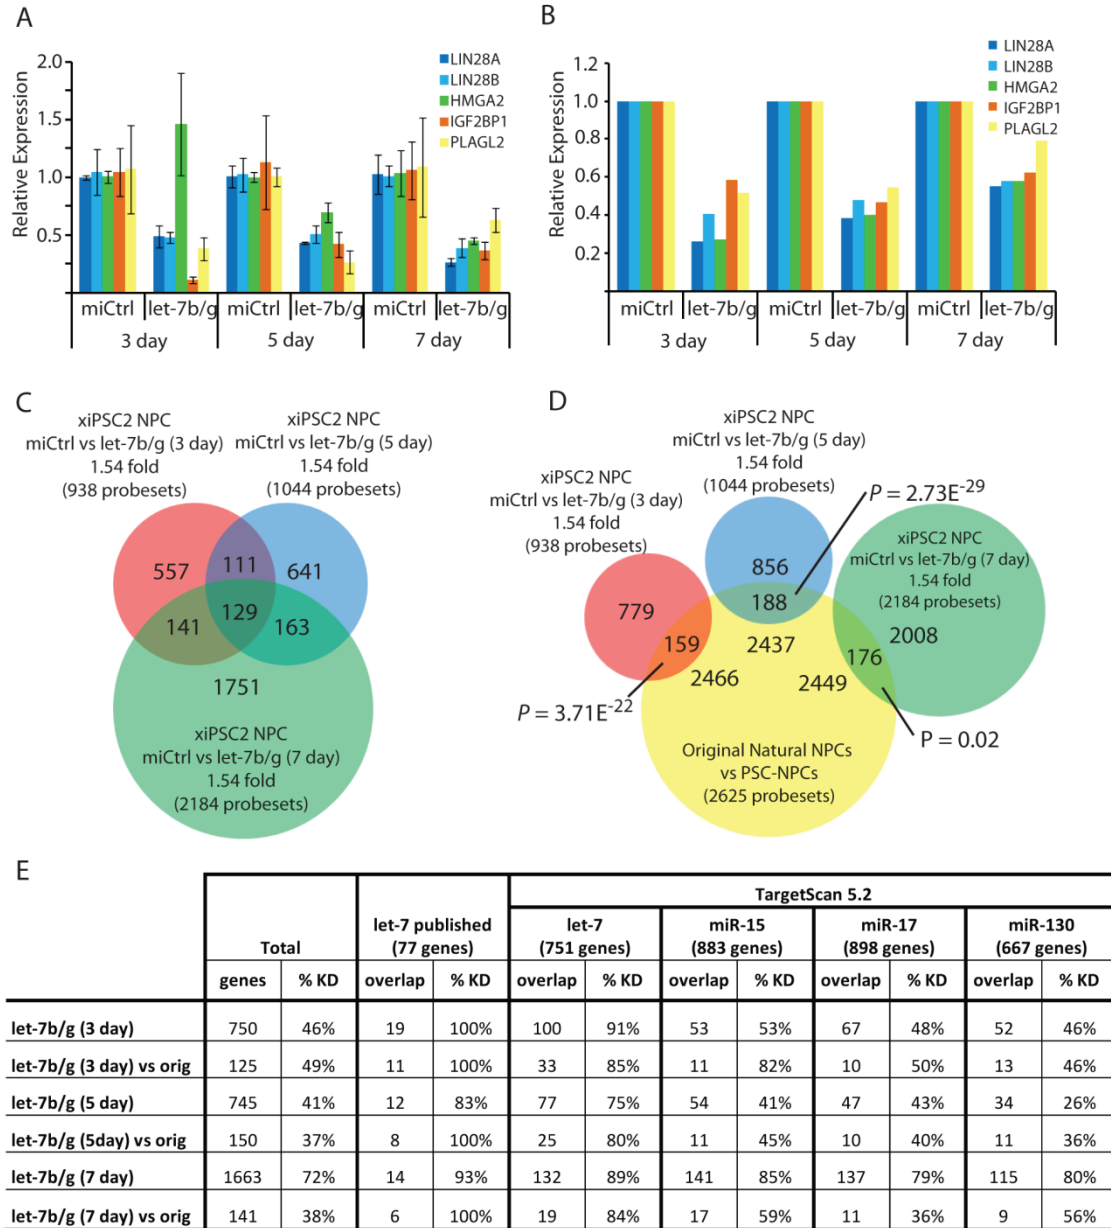 A
2.0
1.5
1.0
0.5
Relative Expression
LIN28A
LIN28B
HMGA2
IGF2BP1
PLAGL2
miCtrl let-7b/g miCtrl let-7b/g miCtrl let-7b/g
3 day 5 day 7 day
B
1.2
1.0
0.8
0.6
0.4
0.2
Relative Expression
LIN28A
LIN28B
HMGA2
IGF2BP1
PLAGL2
miCtrl let-7b/g miCtrl let-7b/g miCtrl let-7b/g
3 day 5 day 7 day
C
xiPSC2 NPC
miCtrl vs let-7b/g (3 day)
1.54 fold
(938 probesets)
xiPSC2 NPC
miCtrl vs let-7b/g (5 day)
1.54 fold
(1044 probesets)
557 111 641
129
141 163
1751
xiPSC2 NPC
miCtrl vs let-7b/g (7 day)
1.54 fold
(2184 probesets)
D
xiPSC2 NPC
miCtrl vs let-7b/g (3 day)
1.54 fold
(938 probesets)
xiPSC2 NPC
miCtrl vs let-7b/g (5 day)
1.54 fold
(1044 probesets)
P = 2.73E-29
xiPSC2 NPC
miCtrl vs let-7b/g (7 day)
1.54 fold
(2184 probesets)
856
188
779
159
2008
176
2437
2466
2449
P = 3.71E-22
P = 0.02
Original Natural NPCs
vs PSC-NPCs
(2625 probesets)
E
TargetScan 5.2
Total let-7 published (77 genes) let-7 (751 genes) miR-15 (883 genes) miR-17 (898 genes) miR-130 (667 genes)
genes % KD overlap % KD overlap % KD overlap % KD overlap % KD overlap % KD
let-7b/g (3 day) 750 46% 19 100% 100 91% 53 53% 67 48% 52 46%
let-7b/g (3 day) vs orig 125 49% 11 100% 33 85% 11 82% 10 50% 13 46%
let-7b/g (5 day) 745 41% 12 83% 77 75% 54 41% 47 43% 34 26%
let-7b/g (5day) vs orig 150 37% 8 100% 25 80% 11 45% 10 40% 11 36%
let-7b/g (7 day) 1663 72% 14 93% 132 89% 141 85% 137 79% 115 80%
let-7b/g (7 day) vs orig 141 38% 6 100% 19 84% 17 59% 11 36% 9 56%